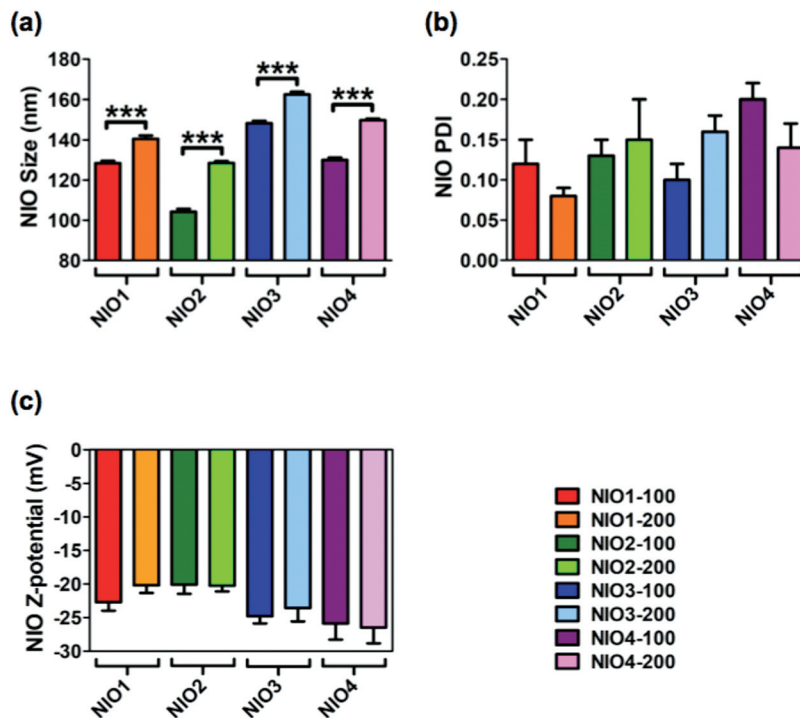 (a)
NIO Size (nm)
180
160
140
120
100
80
***
***
***
***
NIO1
NIO2
NIO3
NIO4
(b)
NIO PDI
0.25
0.20
0.15
0.10
0.05
0.00
NIO1
NIO2
NIO3
NIO4
(c)
NIO Z-potential (mV)
0
-5
-10
-15
-20
-25
-30
NIO1
NIO2
NIO3
NIO4
NIO1-100
NIO1-200
NIO2-100
NIO2-200
NIO3-100
NIO3-200
NIO4-100
NIO4-200